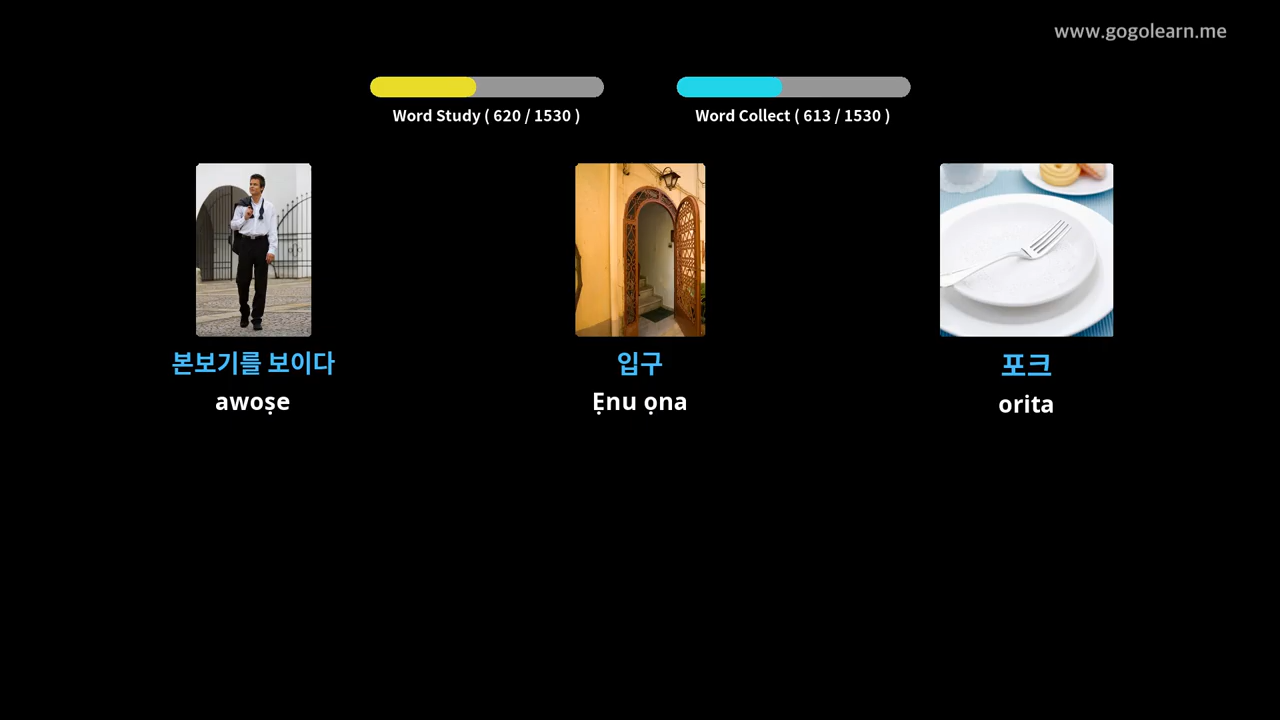 www.gogolearn.me
Word Study ( 620 / 1530 )
Word Collect ( 613 / 1530 )
본보기를 보이다
awoṣe
입구
Ẹnu ọna
포크
orita